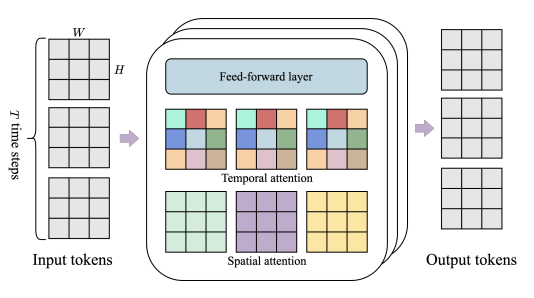 W
H
T time steps
Input tokens
Feed-forward layer
Temporal attention
Spatial attention
Output tokens